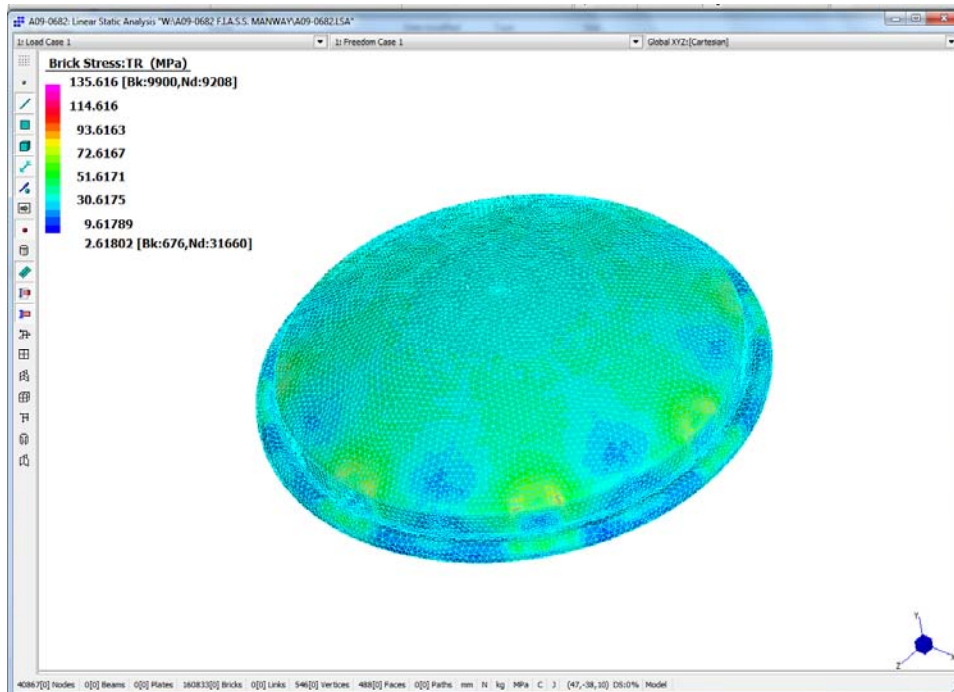 A09-0682: Linear Static Analysis "W:\A09-0682 F.I.A.S.S. MANWAY\A09-0682.LSA"
1: Load Case 1
1: Freedom Case 1
Global XYZ:[Cartesian]
Brick Stress:TR (MPa)
135.616 [Bk:9900,Nd:9208]
114.616
93.6163
72.6167
51.6171
30.6175
9.61789
2.61802 [Bk:676,Nd:31660]
Y
Z
X
40867[0] Nodes 0[0] Beams 0[0] Plates 160833[0] Bricks 0[0] Links 546[0] Vertices 488[0] Faces 0[0] Paths mm N kg MPa C J (47,-38,10) DS:0% Model